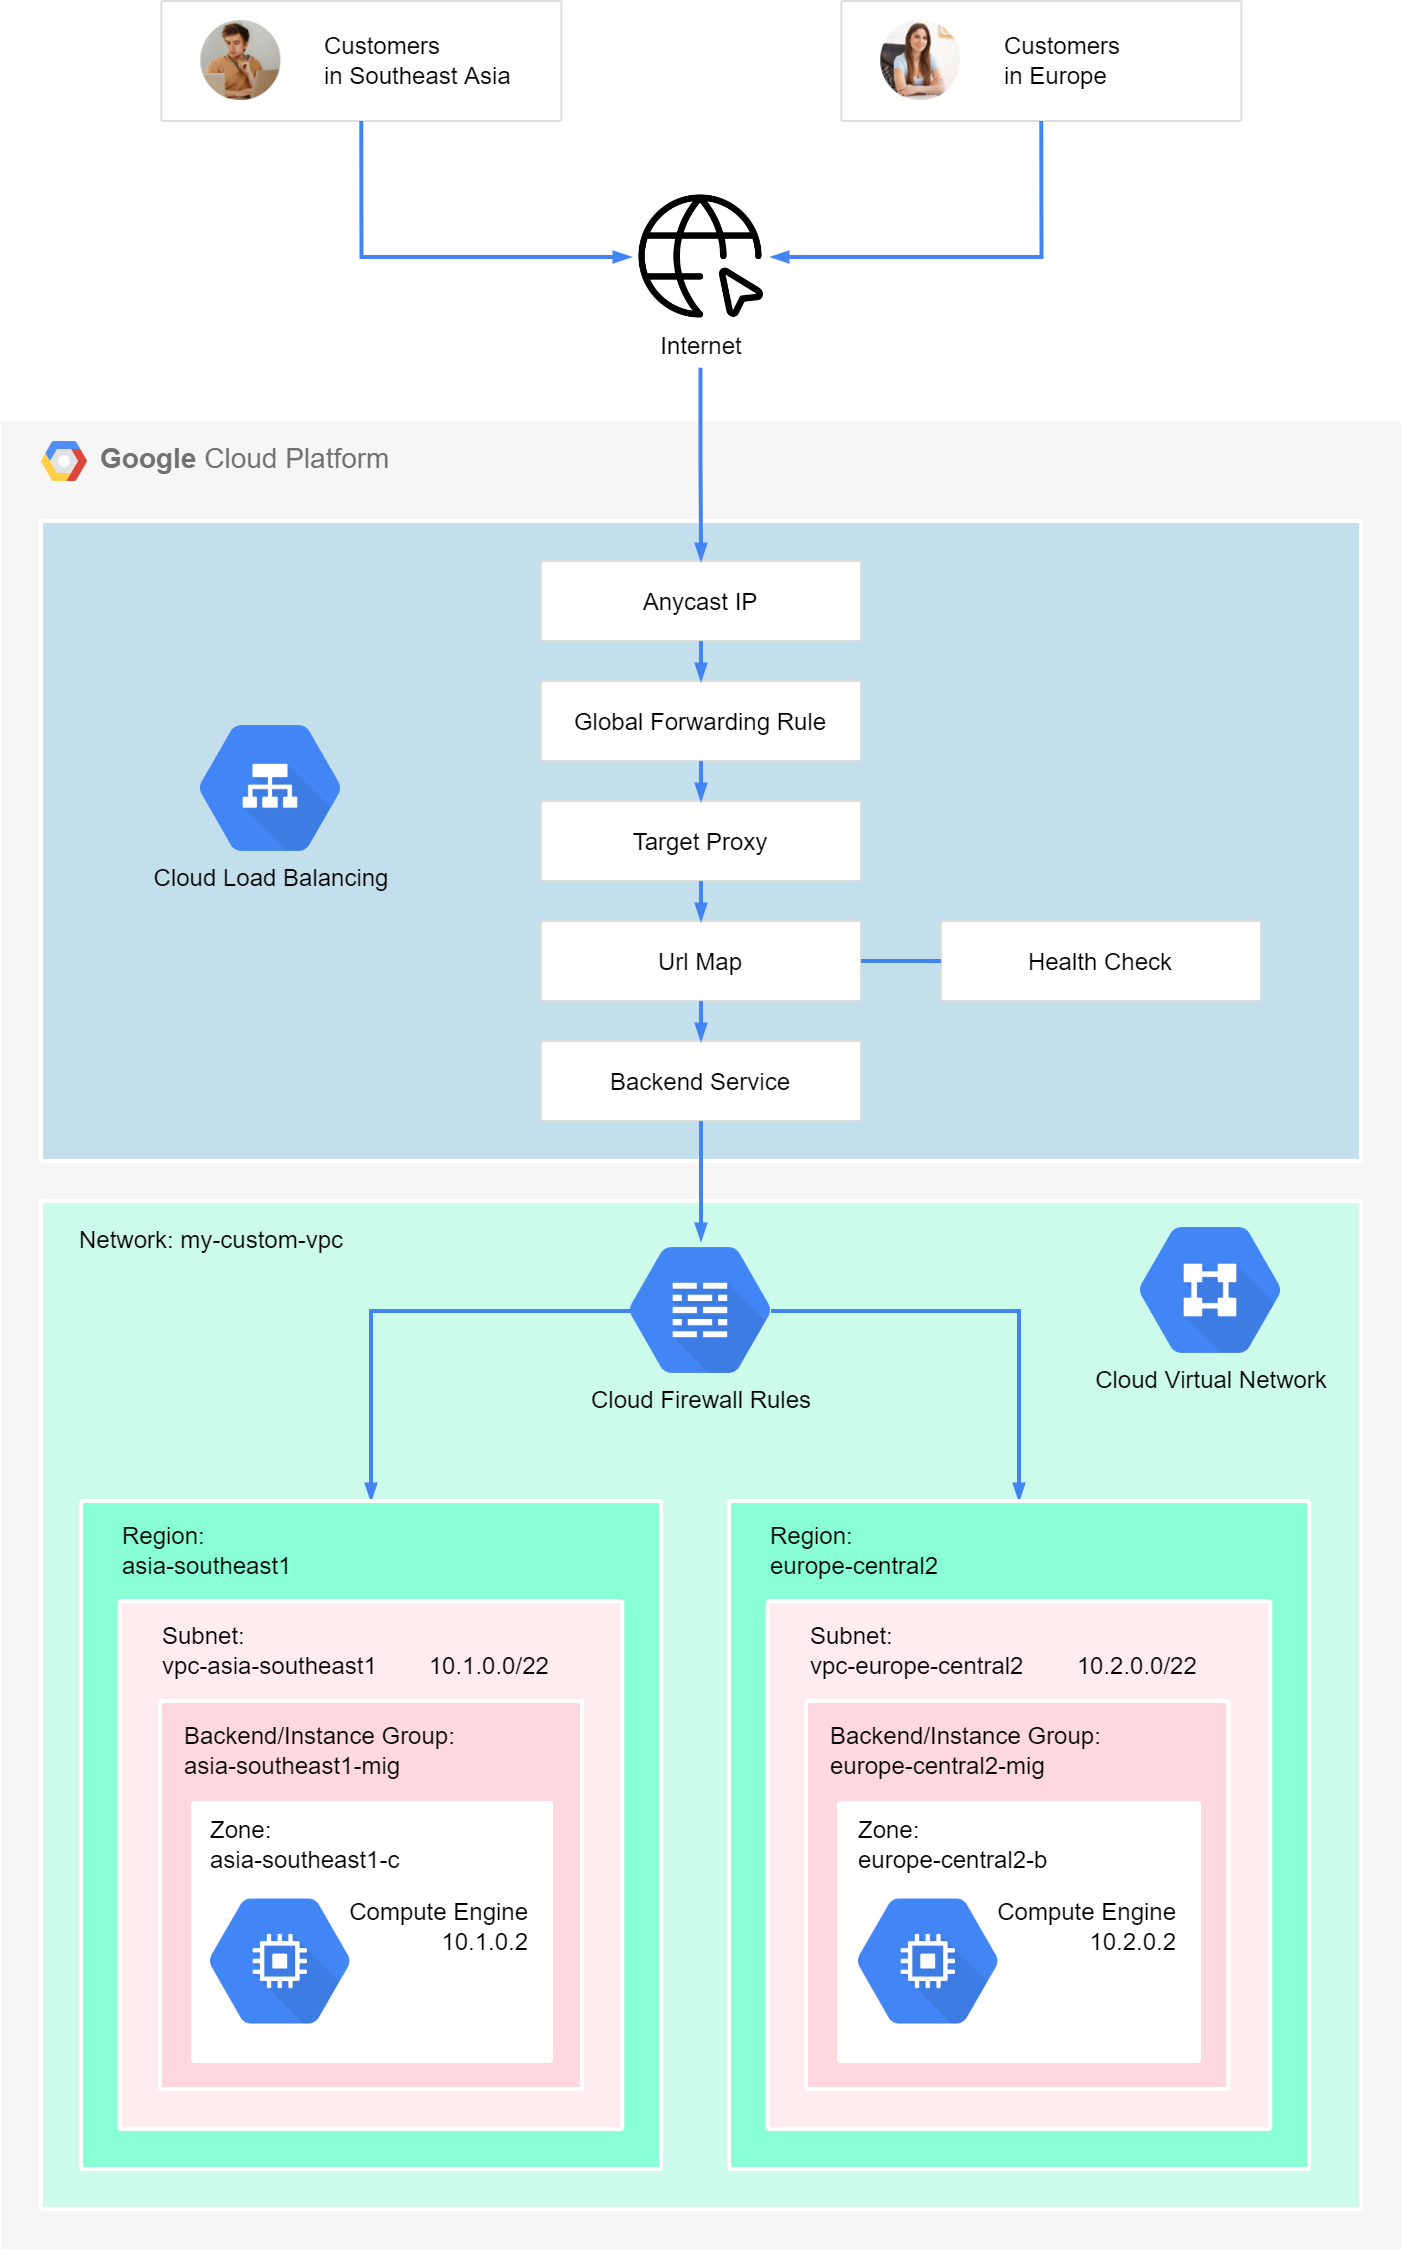 Customers
in Southeast Asia
Customers
in Europe
Internet
Google Cloud Platform
Anycast IP
Global Forwarding Rule
Target Proxy
Cloud Load Balancing
Url Map
Health Check
Backend Service
Network: my-custom-vpc
Cloud Firewall Rules
Cloud Virtual Network
Region:
asia-southeast1
Subnet:
vpc-asia-southeast1 10.1.0.0/22
Backend/Instance Group:
asia-southeast1-mig
Zone:
asia-southeast1-c
Compute Engine
10.1.0.2
Region:
europe-central2
Subnet:
vpc-europe-central2 10.2.0.0/22
Backend/Instance Group:
europe-central2-mig
Zone:
europe-central2-b
Compute Engine
10.2.0.2